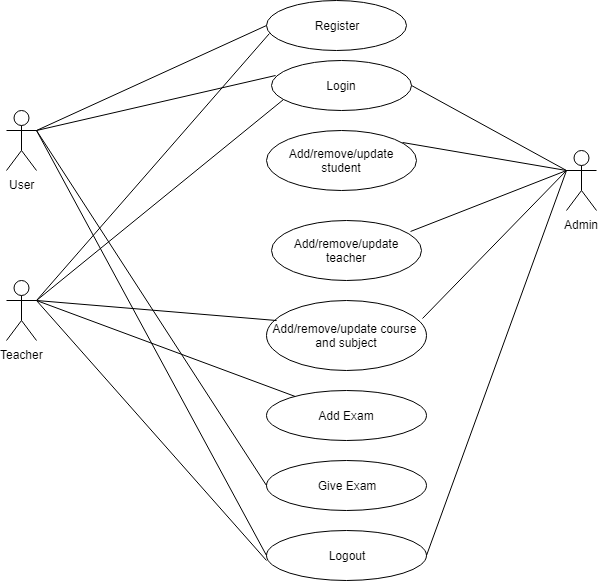 Register
Login
Add/remove/update
student
User
Admin
Add/remove/update
teacher
Add/remove/update course
and subject
Teacher
Add Exam
Give Exam
Logout